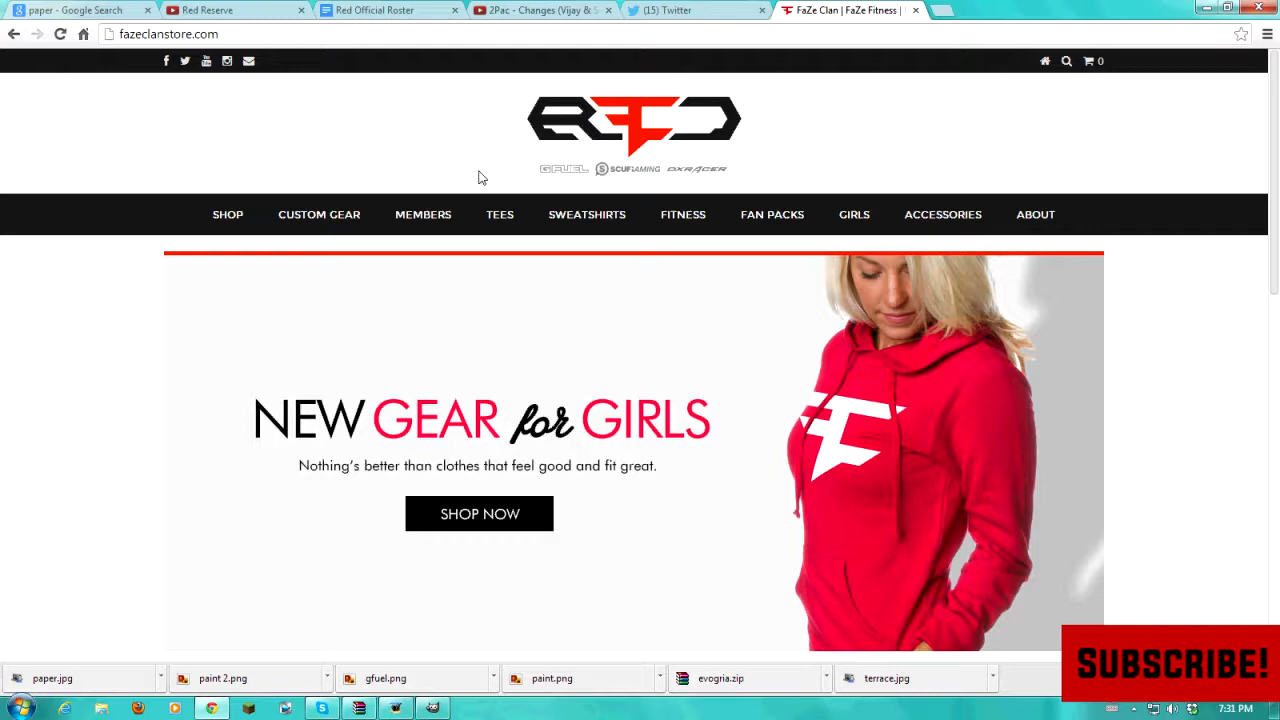 paper - Google Search
Red Reserve
Red Official Roster
2Pac - Changes (Vijay & S
(15) Twitter
FaZe Clan | FaZe Fitness |
fazeclanstore.com
0
GFUEL
SCUFGAMING
DXRACER
SHOP
CUSTOM GEAR
MEMBERS
TEES
SWEATSHIRTS
FITNESS
FAN PACKS
GIRLS
ACCESSORIES
ABOUT
NEW GEAR for GIRLS
Nothing's better than clothes that feel good and fit great.
SHOP NOW
SUBSCRIBE!
paper.jpg
paint 2.png
gfuel.png
paint.png
evogria.zip
terrace.jpg
7:31 PM